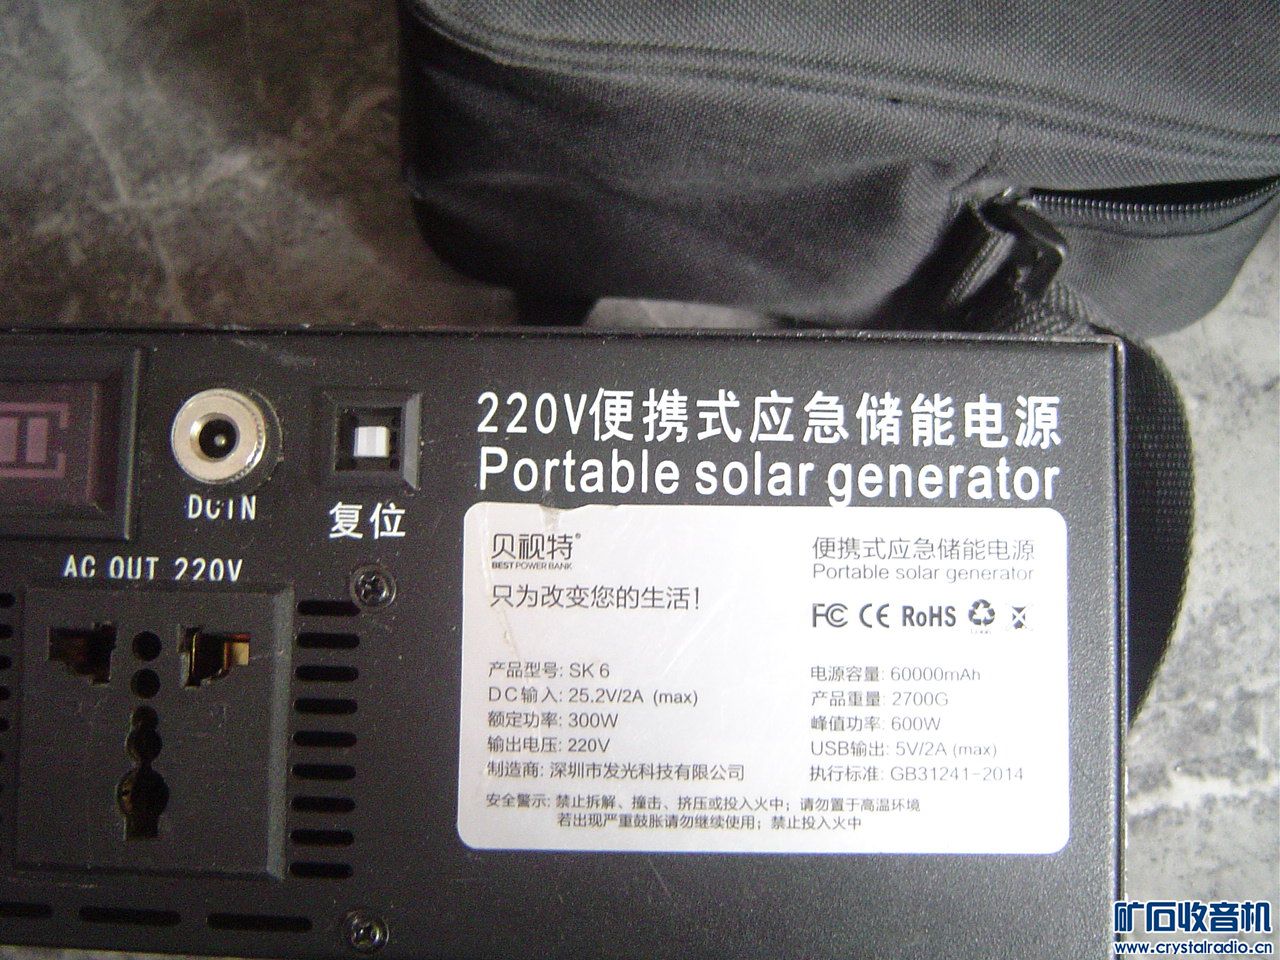 DC IN
复位
AC OUT 220V
220V便携式应急储能电源
Portable solar generator
贝视特®
BEST POWER BANK
只为改变您的生活!
便携式应急储能电源
Portable solar generator
FC CE RoHS
产品型号: SK 6
DC输入: 25.2V/2A (max)
额定功率: 300W
输出电压: 220V
制造商: 深圳市发光科技有限公司
电源容量: 60000mAh
产品重量: 2700G
峰值功率: 600W
USB输出: 5V/2A (max)
执行标准: GB31241-2014
安全警示: 禁止拆解、撞击、挤压或投入火中; 请勿置于高温环境
若出现严重鼓胀请勿继续使用; 禁止投入火中
矿石收音机
www.crystalradio.cn